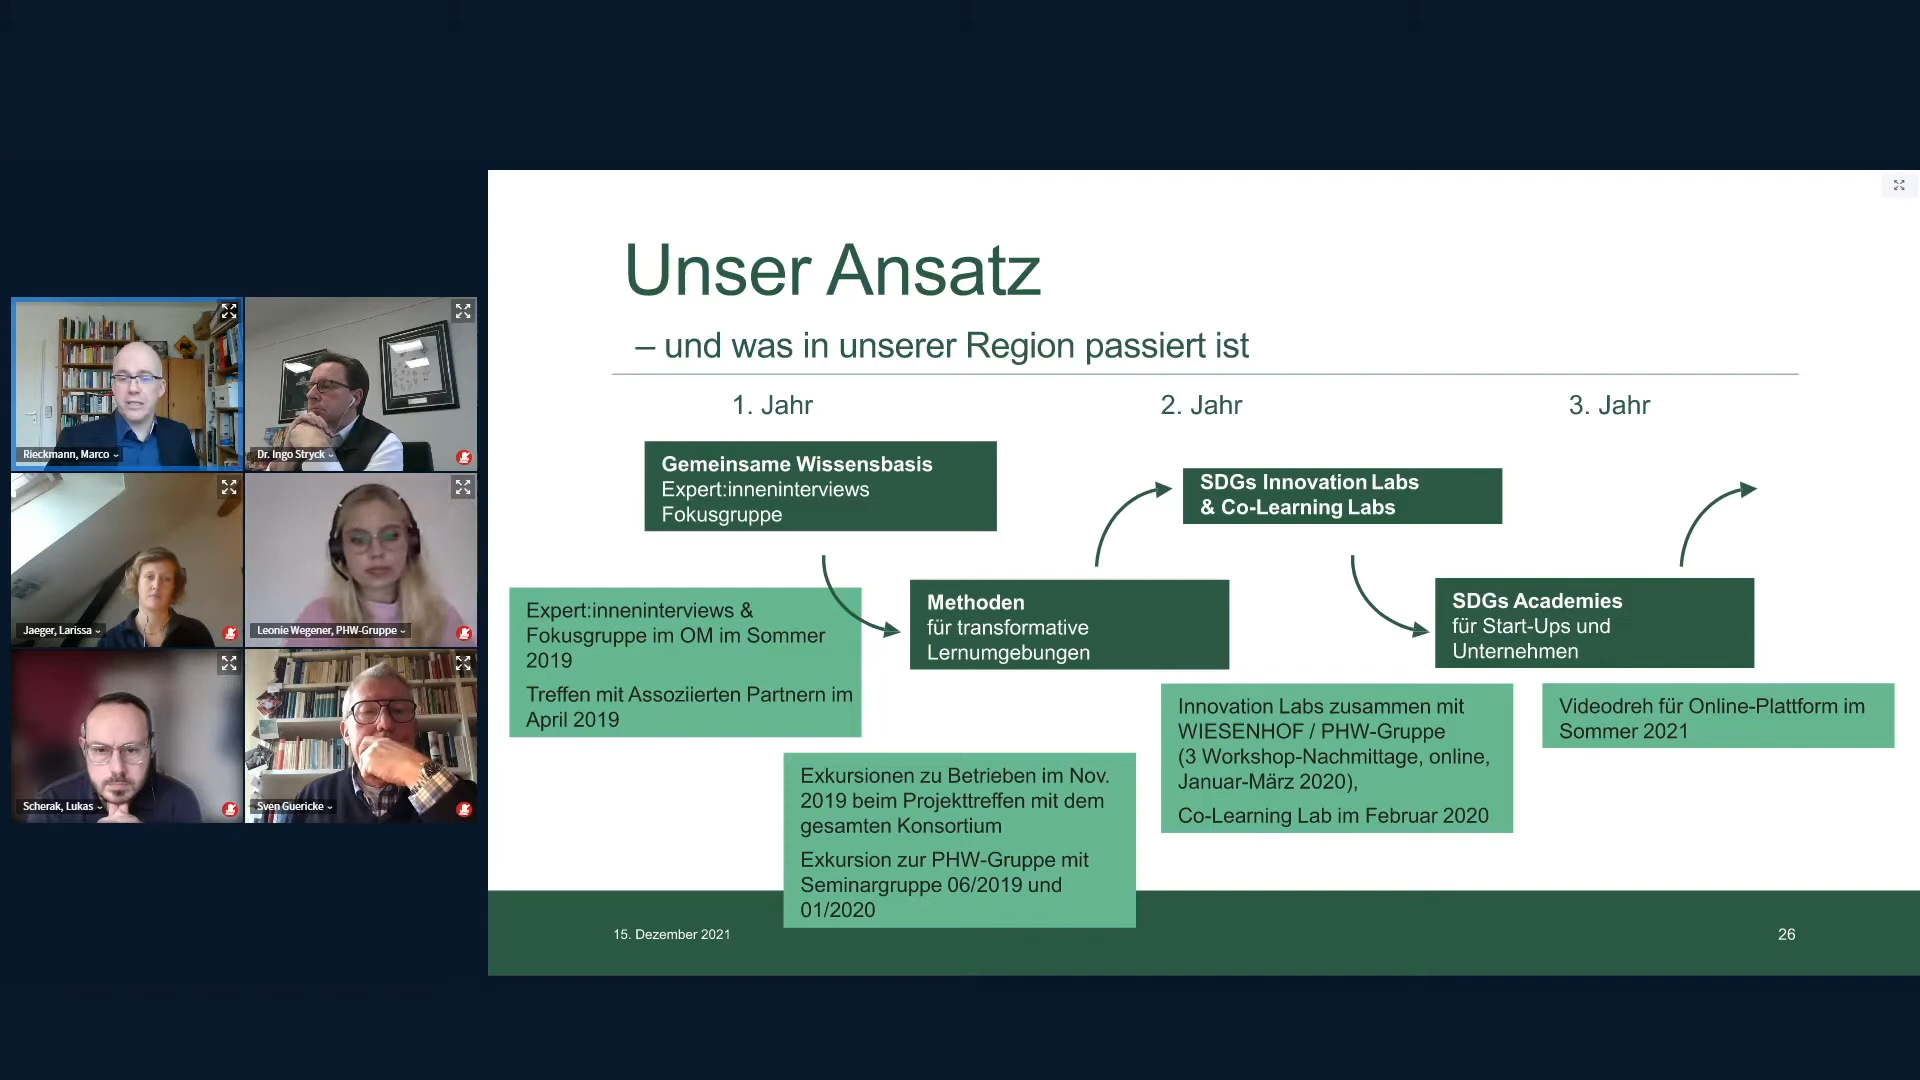 Unser Ansatz
– und was in unserer Region passiert ist
1. Jahr
2. Jahr
3. Jahr
Gemeinsame Wissensbasis
Expert:inneninterviews
Fokusgruppe
SDGs Innovation Labs
& Co-Learning Labs
Methoden
für transformative
Lernumgebungen
SDGs Academies
für Start-Ups und
Unternehmen
Expert:inneninterviews &
Fokusgruppe im OM im Sommer
2019
Treffen mit Assoziierten Partnern im
April 2019
Exkursionen zu Betrieben im Nov.
2019 beim Projekttreffen mit dem
gesamten Konsortium
Exkursion zur PHW-Gruppe mit
Seminargruppe 06/2019 und
01/2020
Innovation Labs zusammen mit
WIESENHOF / PHW-Gruppe
(3 Workshop-Nachmittage, online,
Januar-März 2020),
Co-Learning Lab im Februar 2020
Videodreh für Online-Plattform im
Sommer 2021
15. Dezember 2021
26
Rieckmann, Marco
Dr. Ingo Stryck
Jaeger, Larissa
Leonie Wegener, PHW-Gruppe
Scherak, Lukas
Sven Guericke